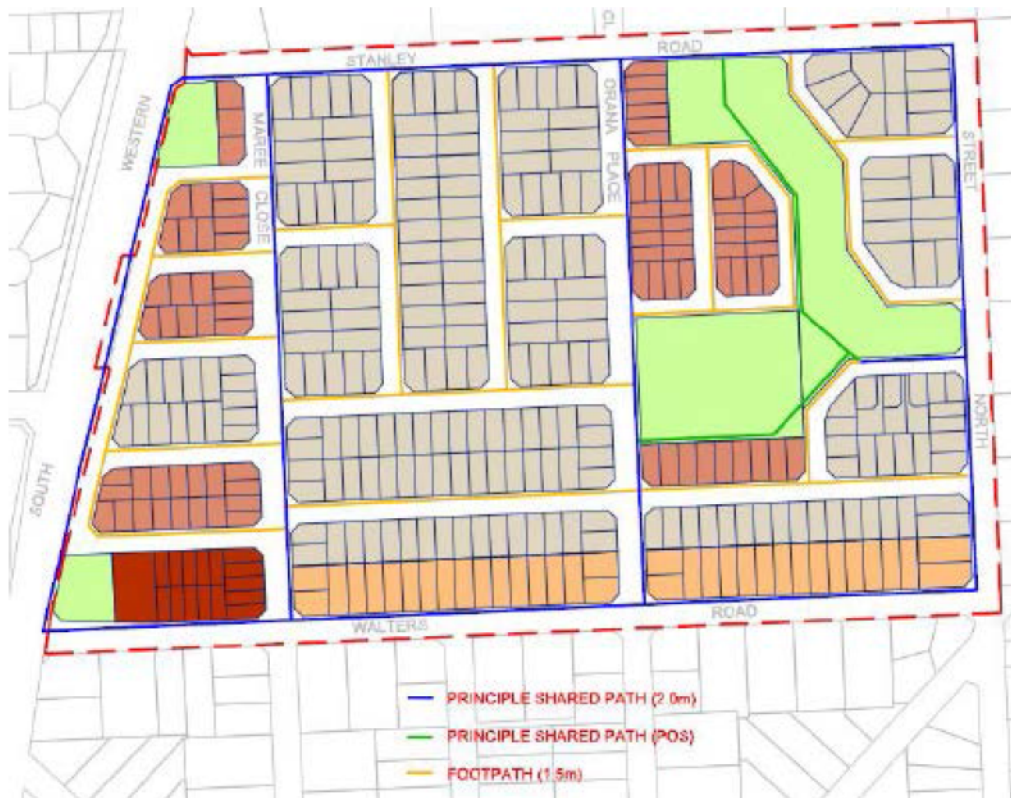 CL
STANLEY
ROAD
WESTERN
MAREE
CLOSE
ORANA
PLACE
STREET
NORTH
SOUTH
WALTERS
ROAD
PRINCIPLE SHARED PATH (2.0m)
PRINCIPLE SHARED PATH (POS)
FOOTPATH (1.5m)